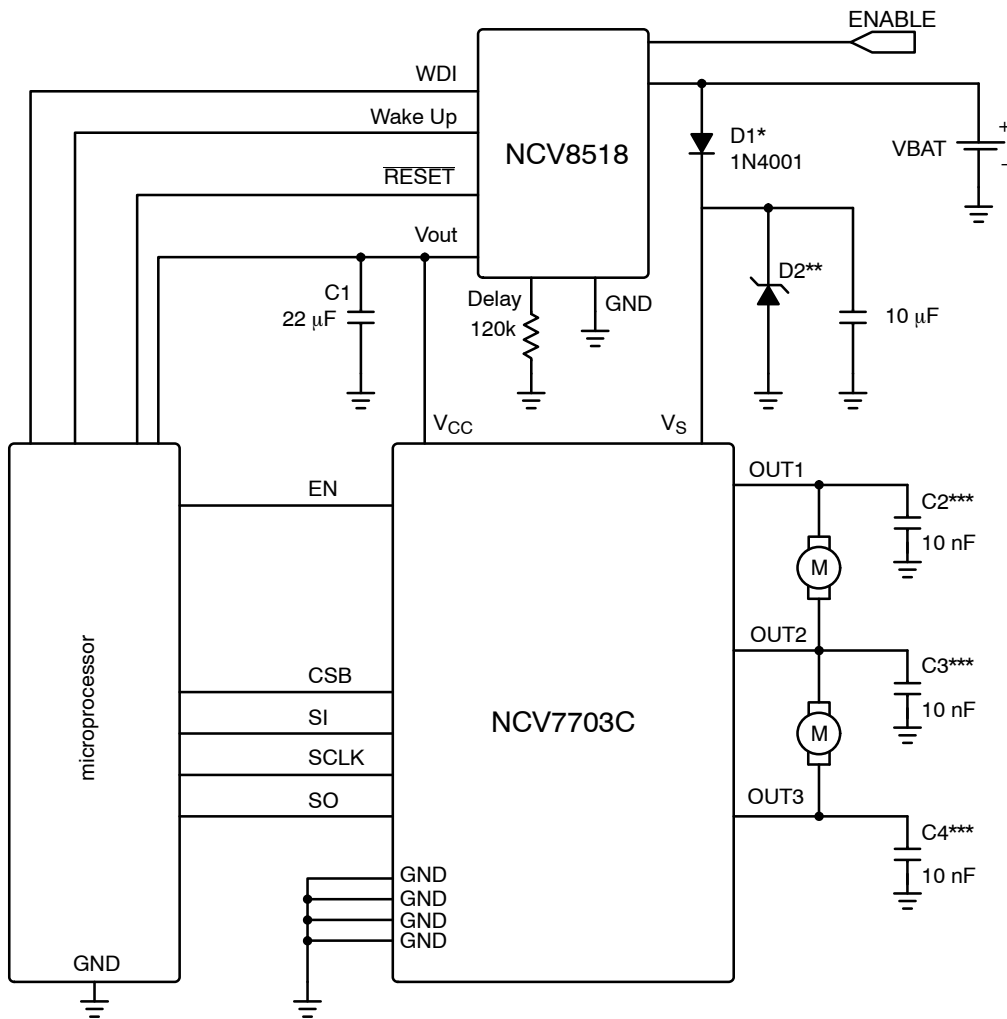 ENABLE
WDI
Wake Up
RESET
Vout
NCV8518
D1*
1N4001
VBAT
+
−
C1
22 μF
Delay
120k
GND
D2**
10 μF
VCC
VS
microprocessor
GND
EN
CSB
SI
SCLK
SO
GND
GND
GND
GND
NCV7703C
OUT1
C2***
10 nF
M
OUT2
C3***
10 nF
M
OUT3
C4***
10 nF